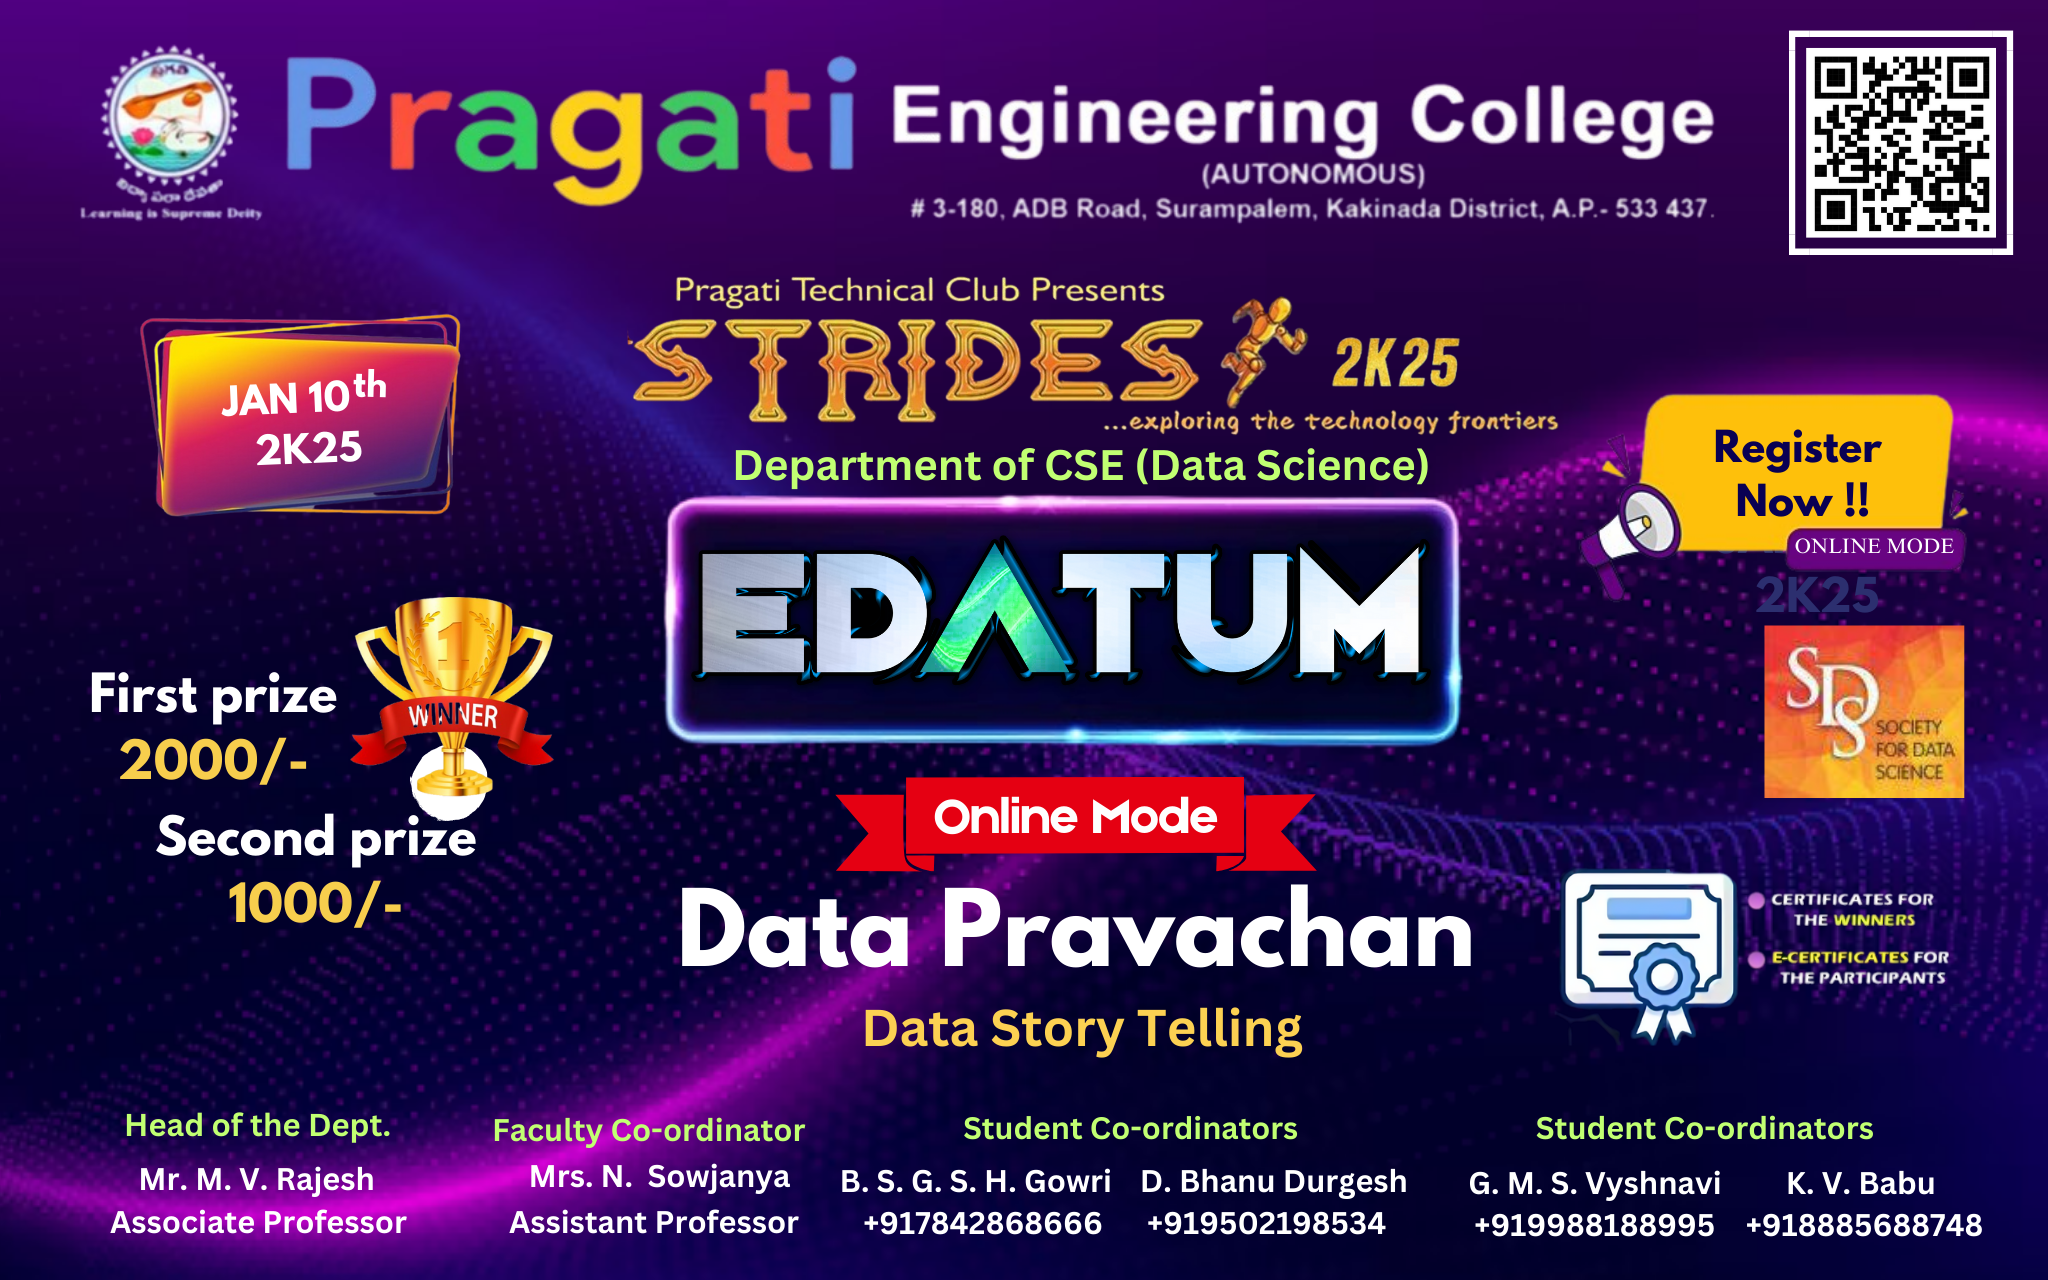 Pragati Engineering College
(AUTONOMOUS)
# 3-180, ADB Road, Surampalem, Kakinada District, A.P.- 533 437.
విద్యా పరా దేవతా
Learning is Supreme Deity
Pragati Technical Club Presents
STRIDES 2K25
...exploring the technology frontiers
JAN 10th
2K25
Department of CSE (Data Science)
EDATUM
Register
Now !!
ONLINE MODE
2K25
SDS
SOCIETY
FOR DATA
SCIENCE
1
WINNER
First prize
2000/-
Second prize
1000/-
Online Mode
Data Pravachan
Data Story Telling
CERTIFICATES FOR
THE WINNERS
E-CERTIFICATES FOR
THE PARTICIPANTS
Head of the Dept.
Mr. M. V. Rajesh
Associate Professor
Faculty Co-ordinator
Mrs. N. Sowjanya
Assistant Professor
Student Co-ordinators
B. S. G. S. H. Gowri D. Bhanu Durgesh
+917842868666 +919502198534
Student Co-ordinators
G. M. S. Vyshnavi K. V. Babu
+919988188995 +918885688748